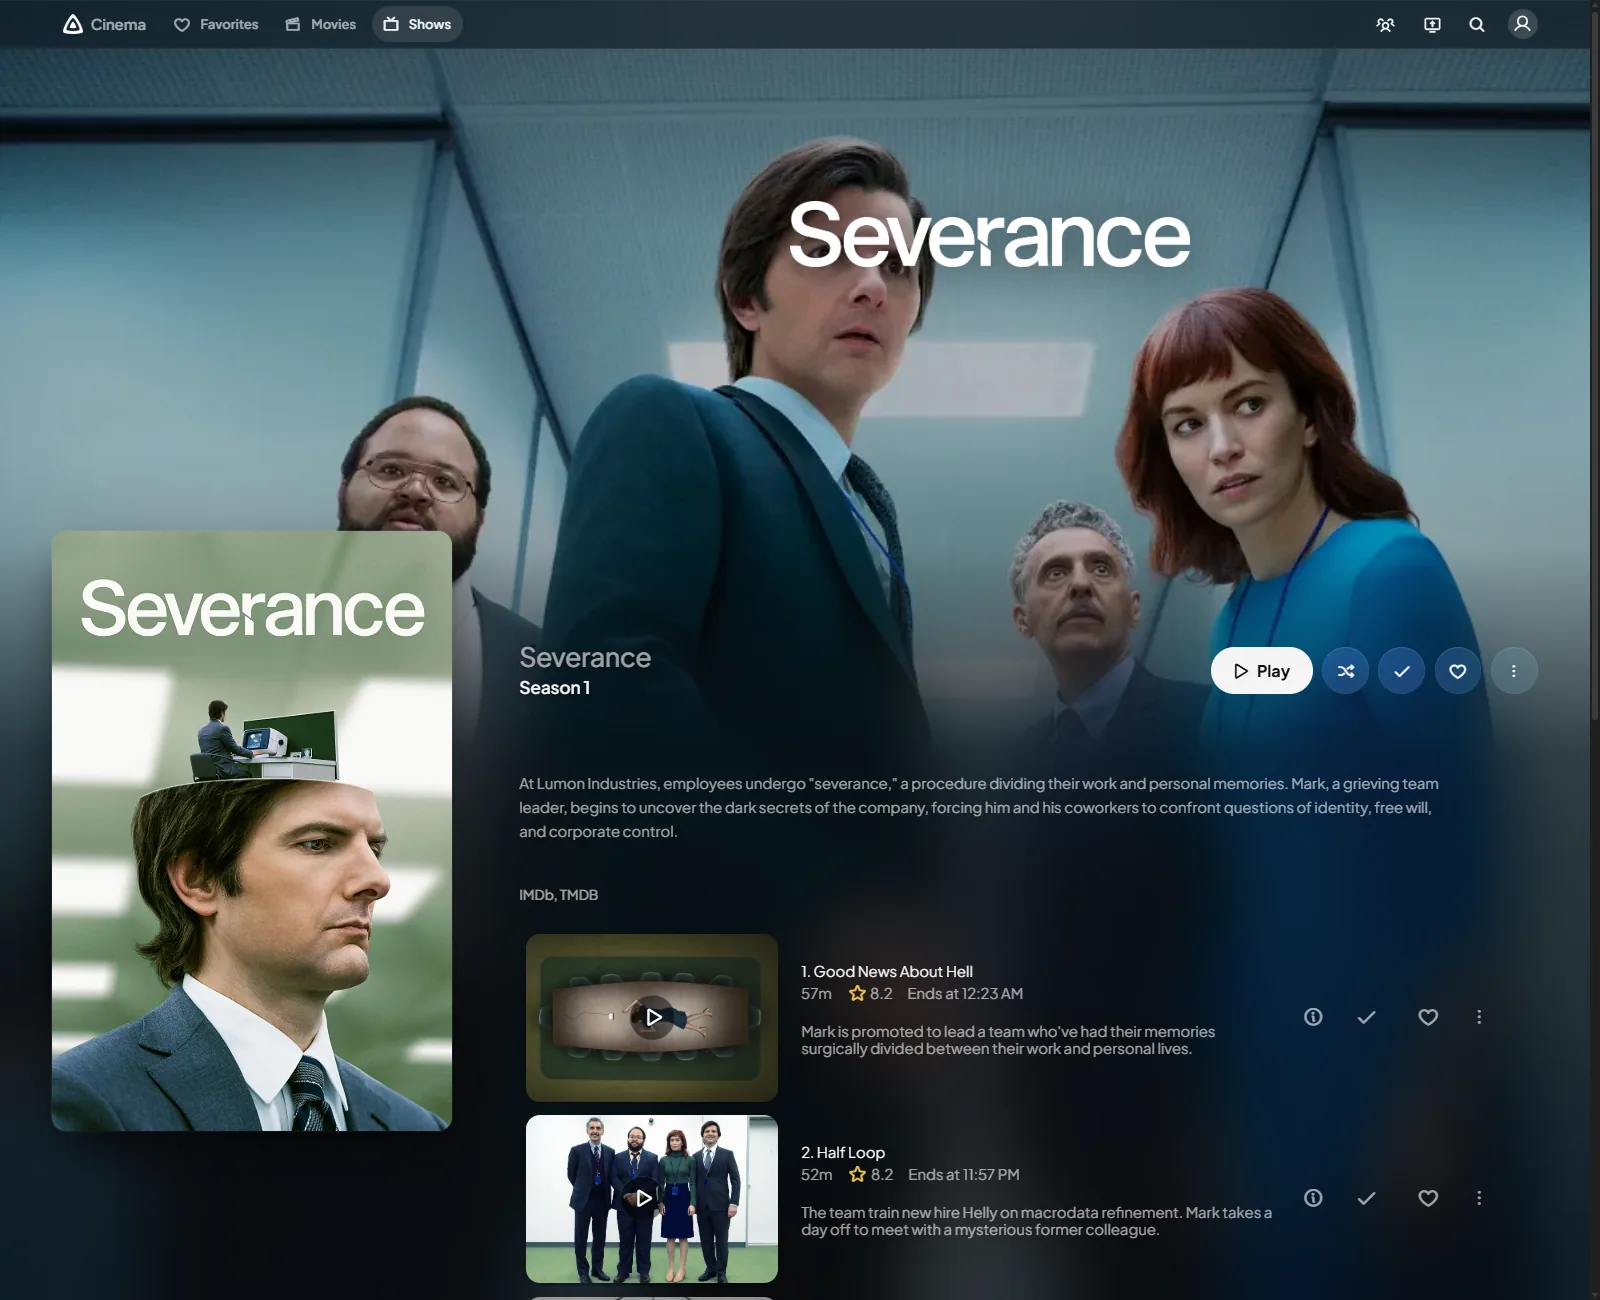 Cinema
Favorites
Movies
Shows
Severance
Severance
Severance
Season 1
Play
At Lumon Industries, employees undergo "severance," a procedure dividing their work and personal memories. Mark, a grieving team
leader, begins to uncover the dark secrets of the company, forcing him and his coworkers to confront questions of identity, free will,
and corporate control.
IMDb, TMDB
1. Good News About Hell
57m 8.2 Ends at 12:23 AM
Mark is promoted to lead a team who've had their memories
surgically divided between their work and personal lives.
2. Half Loop
52m 8.2 Ends at 11:57 PM
The team train new hire Helly on macrodata refinement. Mark takes a
day off to meet with a mysterious former colleague.